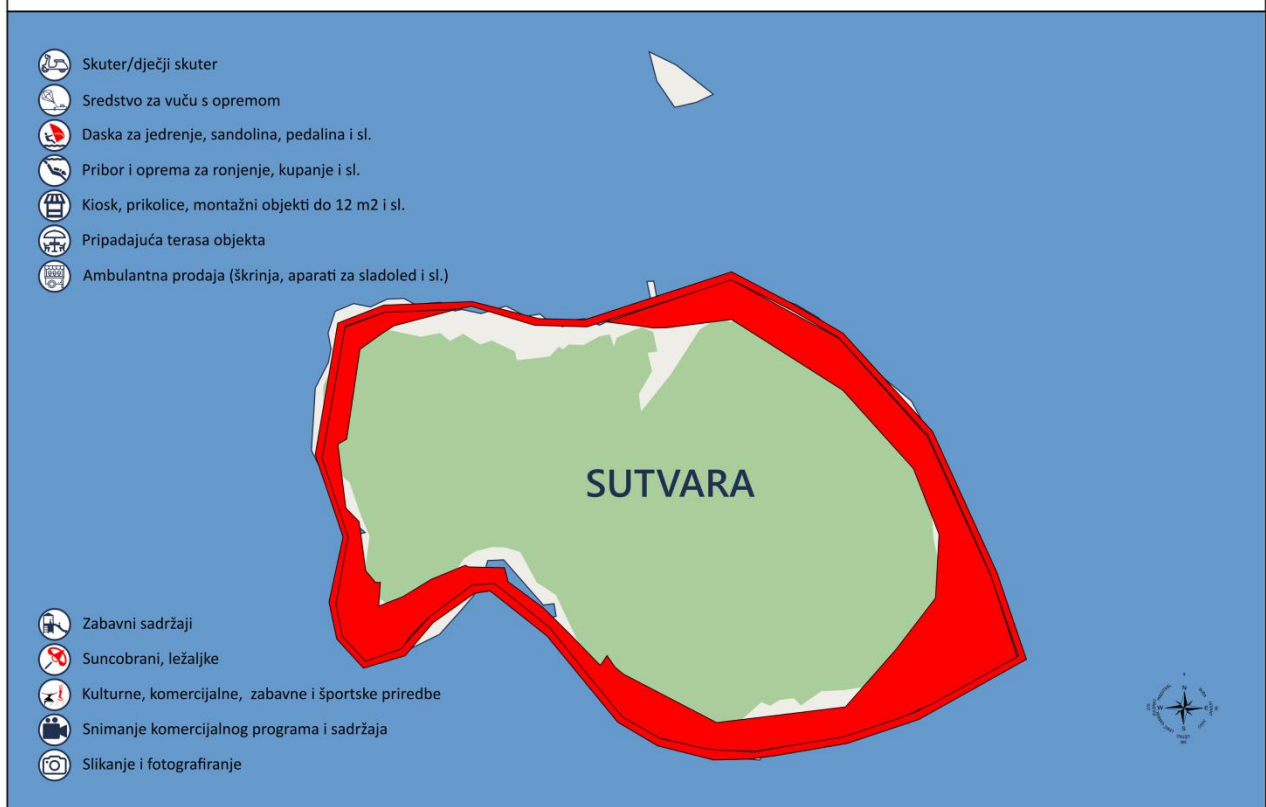 Skuter/dječji skuter
Sredstvo za vuču s opremom
Daska za jedrenje, sandolina, pedalina i sl.
Pribor i oprema za ronjenje, kupanje i sl.
Kiosk, prikolice, montažni objekti do 12 m2 i sl.
Pripadajuća terasa objekta
Ambulantna prodaja (škrinja, aparati za sladoled i sl.)
SUTVARA
Zabavni sadržaji
Suncobrani, ležaljke
Kulturne, komercijalne, zabavne i športske priredbe
Snimanje komercijalnog programa i sadržaja
Slikanje i fotografiranje
N
W
E
S